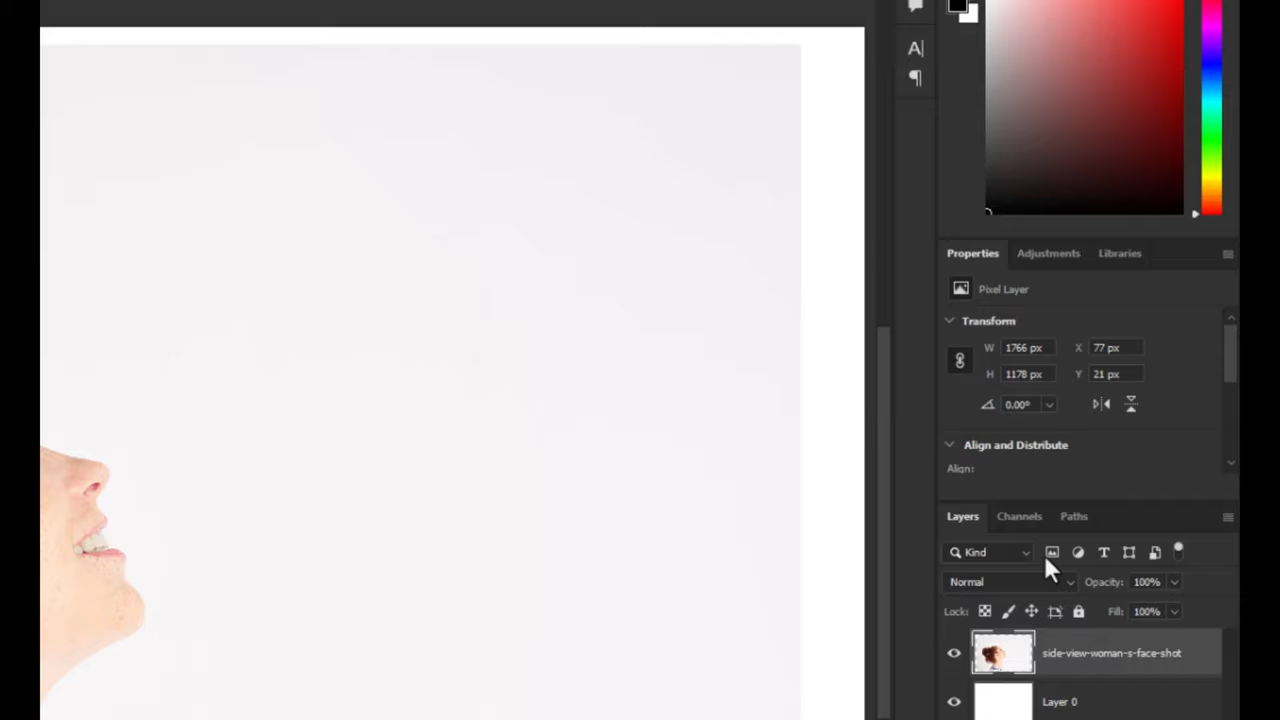 A|
Properties Adjustments Libraries
Pixel Layer
Transform
W 1766 px X 77 px
H 1178 px Y 21 px
0.00°
Align and Distribute
Align:
Layers Channels Paths
Kind T
Normal Opacity: 100%
Lock: Fill: 100%
side-view-woman-s-face-shot
Layer 0